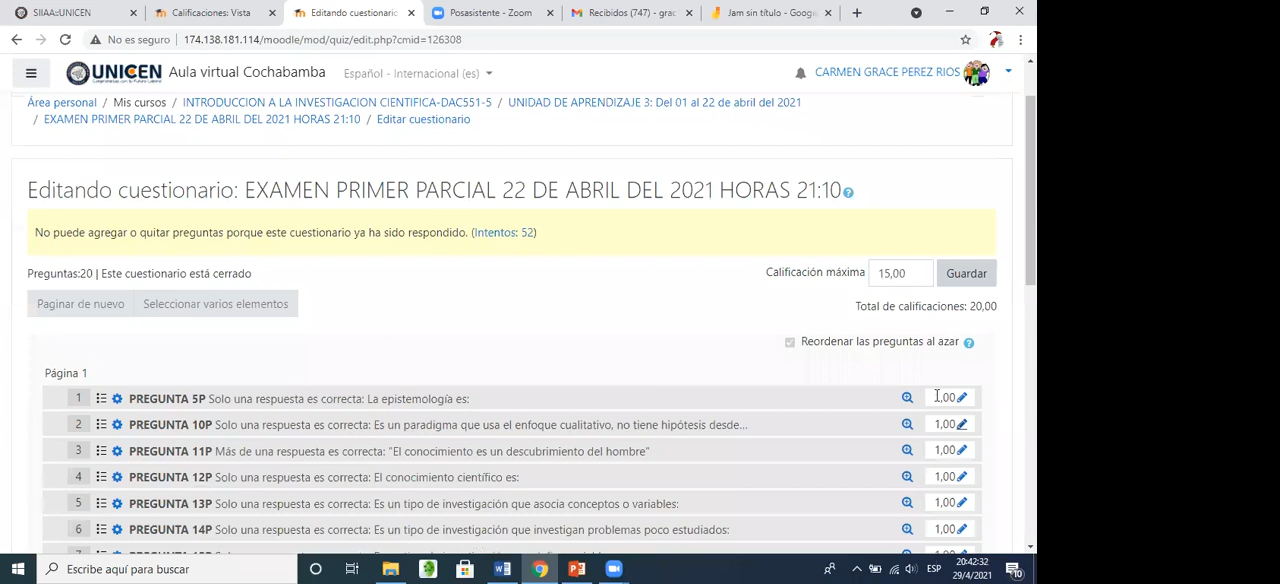 SIIAA::UNICEN
Calificaciones: Vista
Editando cuestionario
Posasistente - Zoom
Recibidos (747) - grac
Jam sin título - Google
No es seguro | 174.138.181.114/moodle/mod/quiz/edit.php?cmid=126308
UNICEN Aula virtual Cochabamba Español - Internacional (es) CARMEN GRACE PEREZ RIOS
Área personal / Mis cursos / INTRODUCCION A LA INVESTIGACION CIENTIFICA-DAC551-5 / UNIDAD DE APRENDIZAJE 3: Del 01 al 22 de abril del 2021
/ EXAMEN PRIMER PARCIAL 22 DE ABRIL DEL 2021 HORAS 21:10 / Editar cuestionario
Editando cuestionario: EXAMEN PRIMER PARCIAL 22 DE ABRIL DEL 2021 HORAS 21:10
No puede agregar o quitar preguntas porque este cuestionario ya ha sido respondido. (Intentos: 52)
Preguntas:20 | Este cuestionario está cerrado Calificación máxima 15,00 Guardar
Paginar de nuevo Seleccionar varios elementos Total de calificaciones: 20,00
Reordenar las preguntas al azar
Página 1
1 PREGUNTA 5P Solo una respuesta es correcta: La epistemología es: 1,00
2 PREGUNTA 10P Solo una respuesta es correcta: Es un paradigma que usa el enfoque cualitativo, no tiene hipótesis desde... 1,00
3 PREGUNTA 11P Más de una respuesta es correcta: "El conocimiento es un descubrimiento del hombre" 1,00
4 PREGUNTA 12P Solo una respuesta es correcta: El conocimiento científico es: 1,00
5 PREGUNTA 13P Solo una respuesta es correcta: Es un tipo de investigación que asocia conceptos o variables: 1,00
6 PREGUNTA 14P Solo una respuesta es correcta: Es un tipo de investigación que investigan problemas poco estudiados: 1,00
Escribe aquí para buscar
ESP
20:42:32
29/4/2021
10